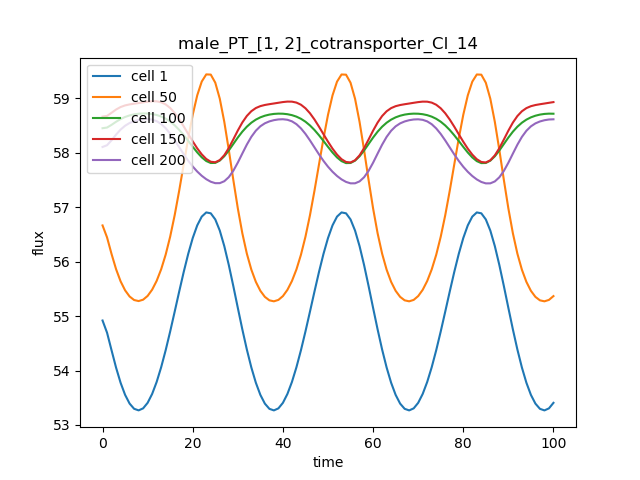 male_PT_[1, 2]_cotransporter_Cl_14
cell 1
cell 50
cell 100
cell 150
cell 200
59
58
57
56
55
54
53
flux
0 20 40 60 80 100
time